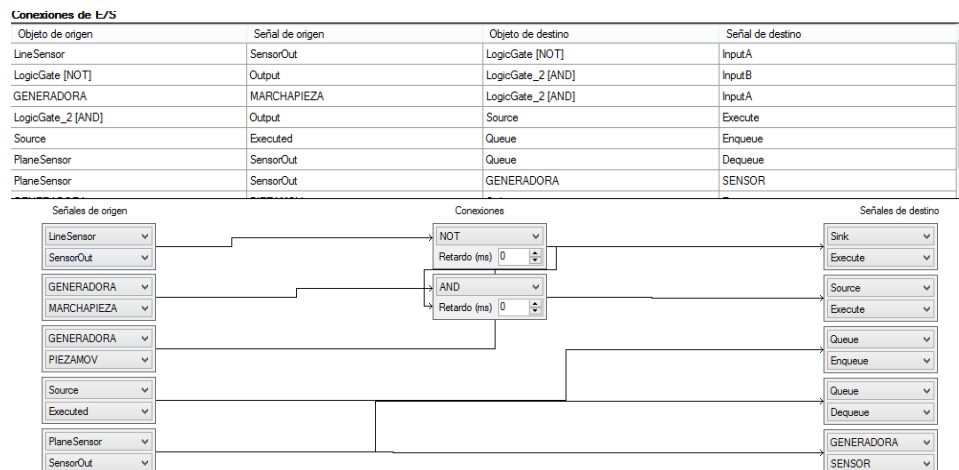 Conexiones de E/S
Objeto de origen Señal de origen Objeto de destino Señal de destino
LineSensor SensorOut LogicGate [NOT] InputA
LogicGate [NOT] Output LogicGate_2 [AND] InputB
GENERADORA MARCHAPIEZA LogicGate_2 [AND] InputA
LogicGate_2 [AND] Output Source Execute
Source Executed Queue Enqueue
PlaneSensor SensorOut Queue Dequeue
PlaneSensor SensorOut GENERADORA SENSOR
Señales de origen Conexiones Señales de destino
LineSensor NOT Sink
SensorOut Retardo (ms) 0 Execute
GENERADORA AND Source
MARCHAPIEZA Retardo (ms) 0 Execute
GENERADORA Queue
PIEZAMOV Enqueue
Source Queue
Executed Dequeue
PlaneSensor GENERADORA
SensorOut SENSOR